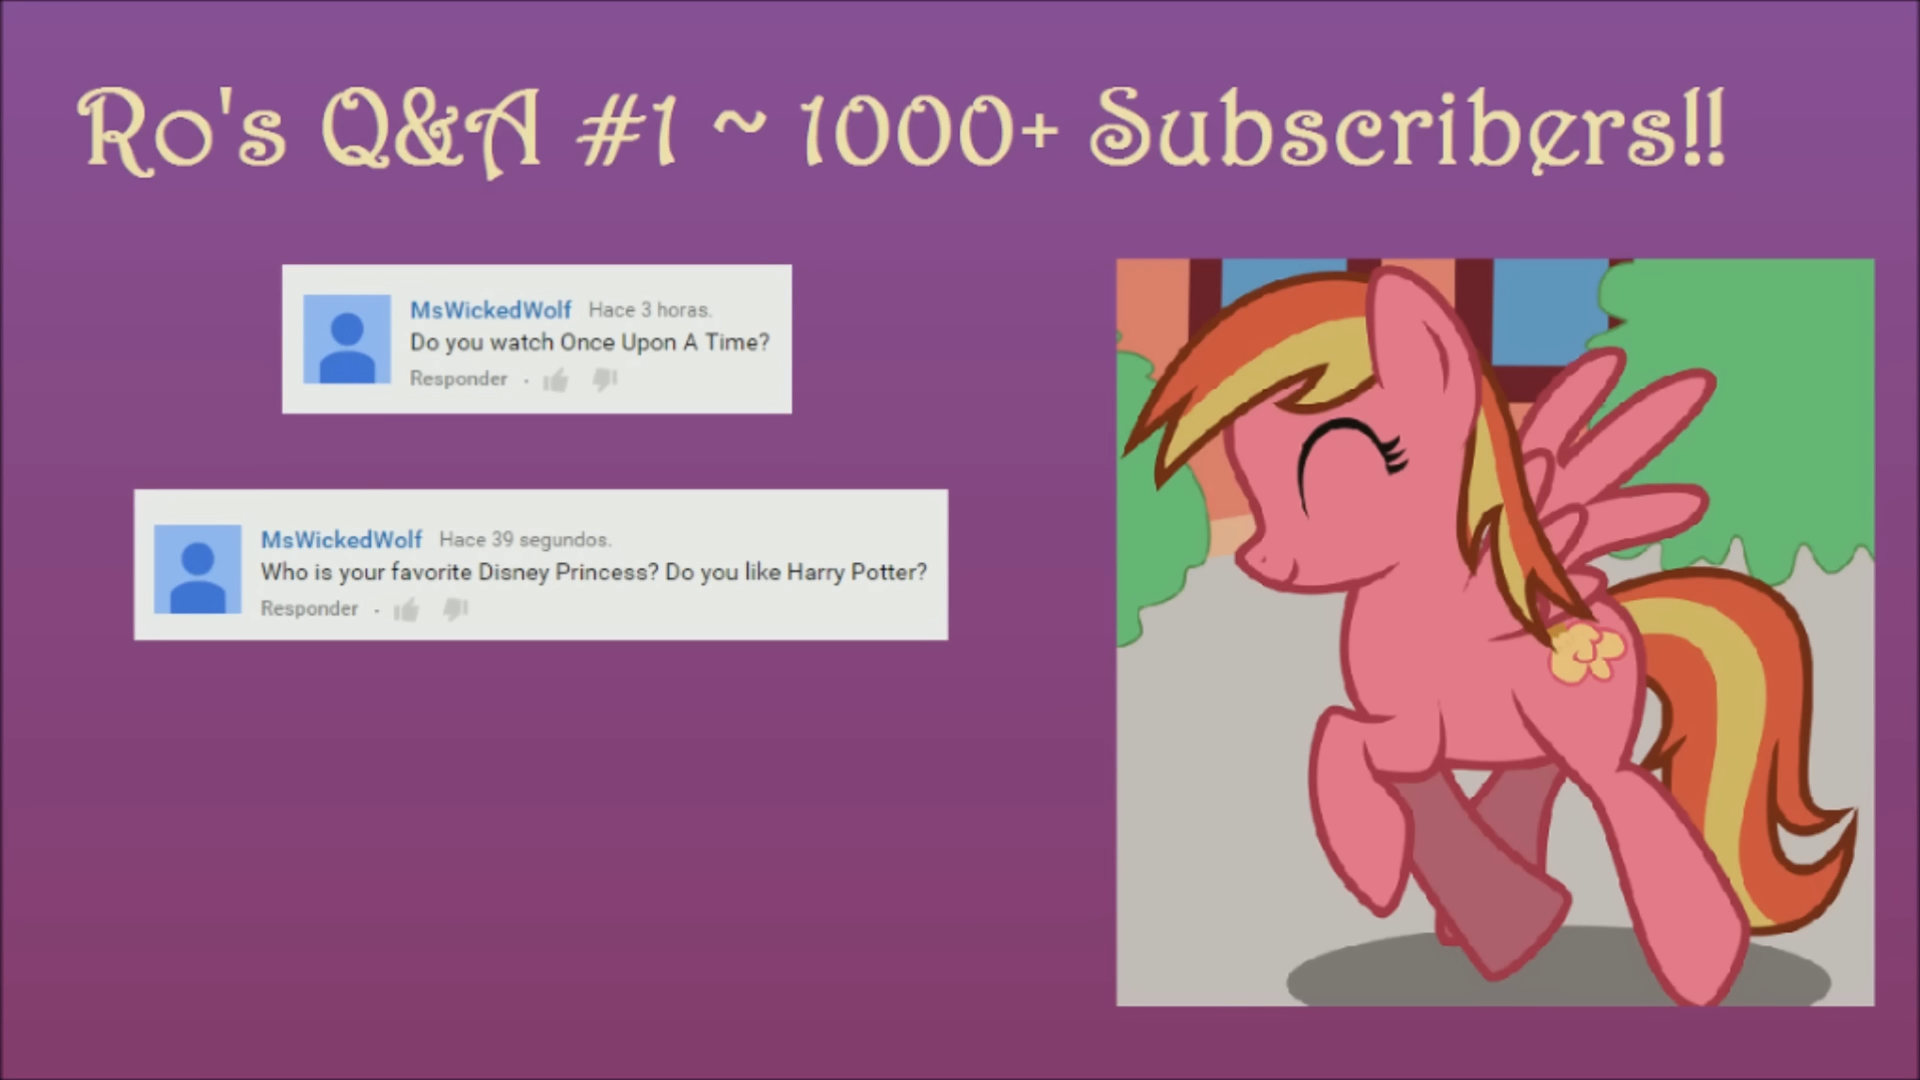 Ro's Q&A #1 ~ 1000+ Subscribers!!
MsWickedWolf Hace 3 horas.
Do you watch Once Upon A Time?
Responder ·
MsWickedWolf Hace 39 segundos.
Who is your favorite Disney Princess? Do you like Harry Potter?
Responder ·